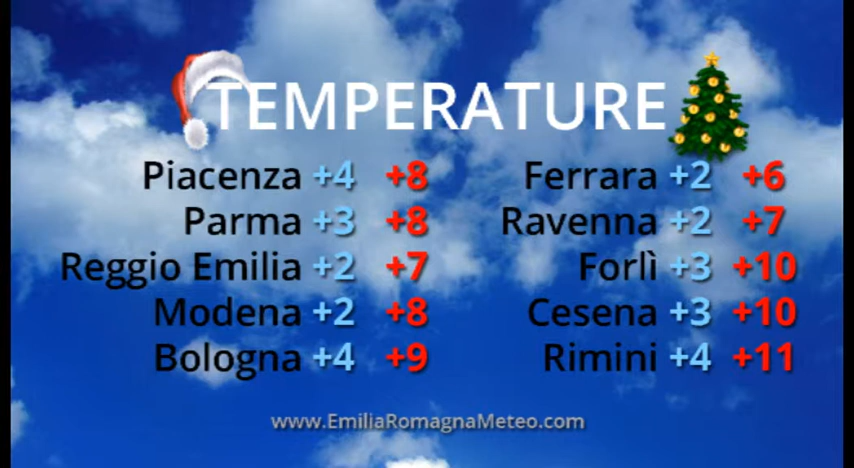 TEMPERATURE
Piacenza +4 +8
Parma +3 +8
Reggio Emilia +2 +7
Modena +2 +8
Bologna +4 +9
Ferrara +2 +6
Ravenna +2 +7
Forlì +3 +10
Cesena +3 +10
Rimini +4 +11
www.EmiliaRomagnaMeteo.com